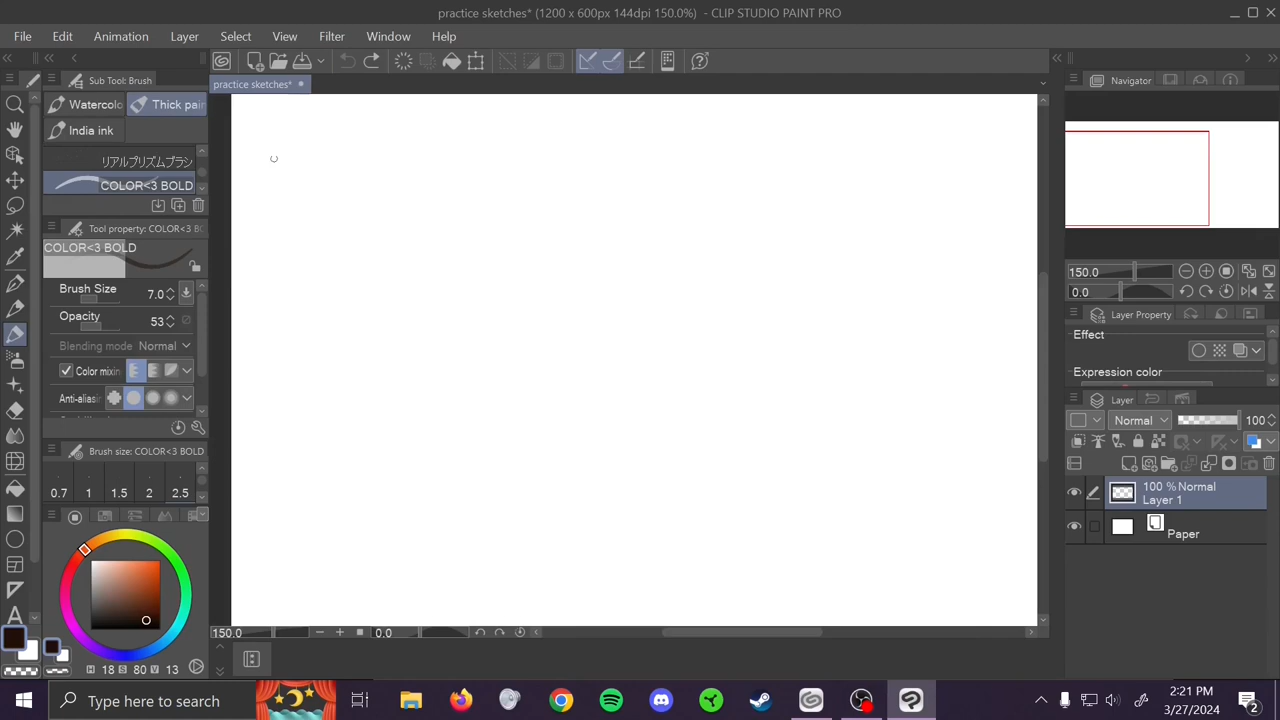 practice sketches* (1200 x 600px 144dpi 150.0%) - CLIP STUDIO PAINT PRO
File Edit Animation Layer Select View Filter Window Help
Sub Tool: Brush
practice sketches*
Navigator
Watercolo
Thick pain
India ink
リアルプリズムブラシ
COLOR<3 BOLD
Tool property: COLOR<3 BO
COLOR<3 BOLD
Brush Size 7.0
Opacity 53
Blending mode Normal
Color mixin
Anti-aliasin
Brush size: COLOR<3 BOLD
0.7 1 1.5 2 2.5
H 18 S 80 V 13
150.0
0.0
150.0
0.0
Layer Property
Effect
Expression color
Layer
Normal 100
100 % Normal
Layer 1
Paper
Type here to search
2:21 PM
3/27/2024
2